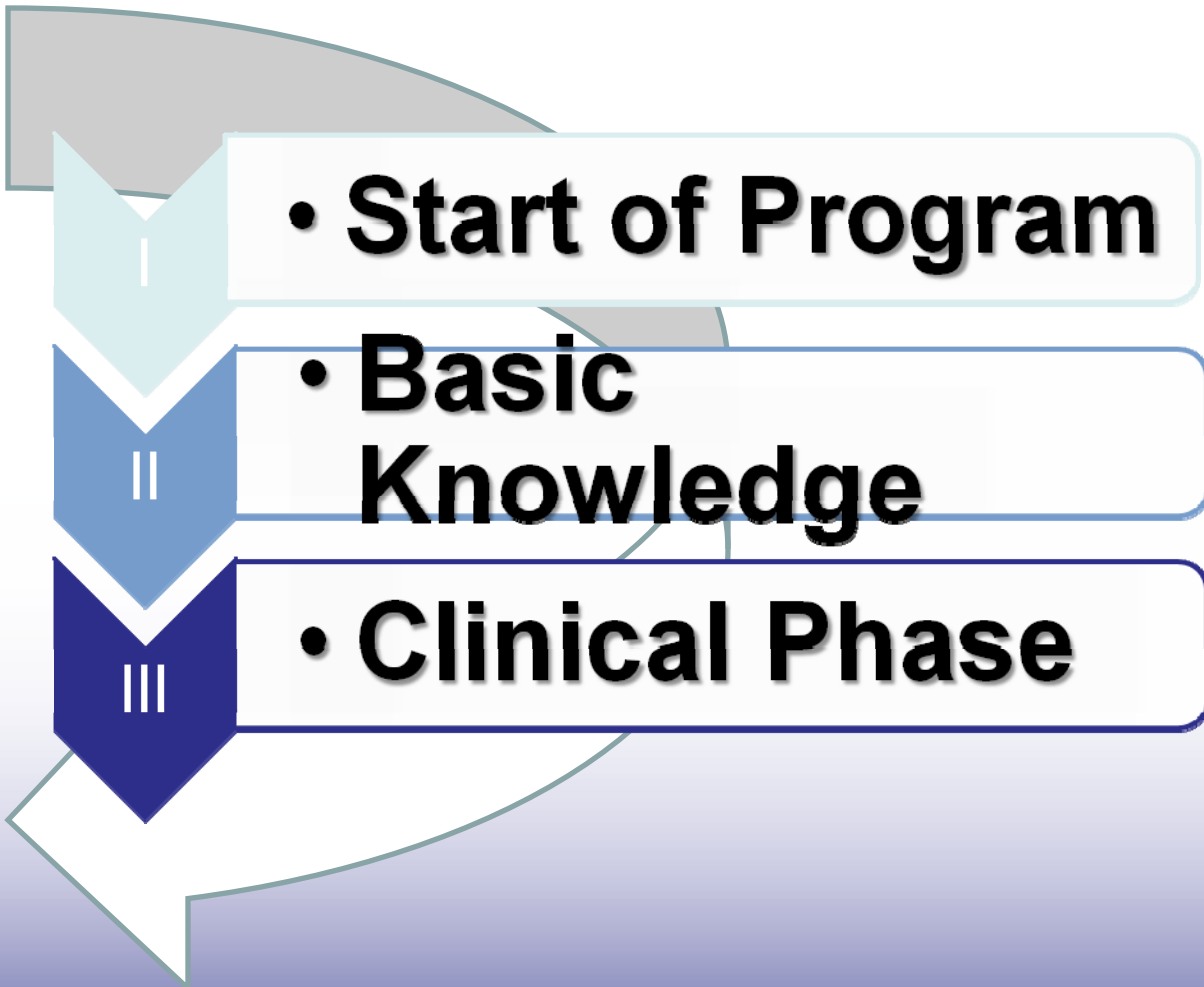 I
• Start of Program
II
• Basic
Knowledge
III
• Clinical Phase